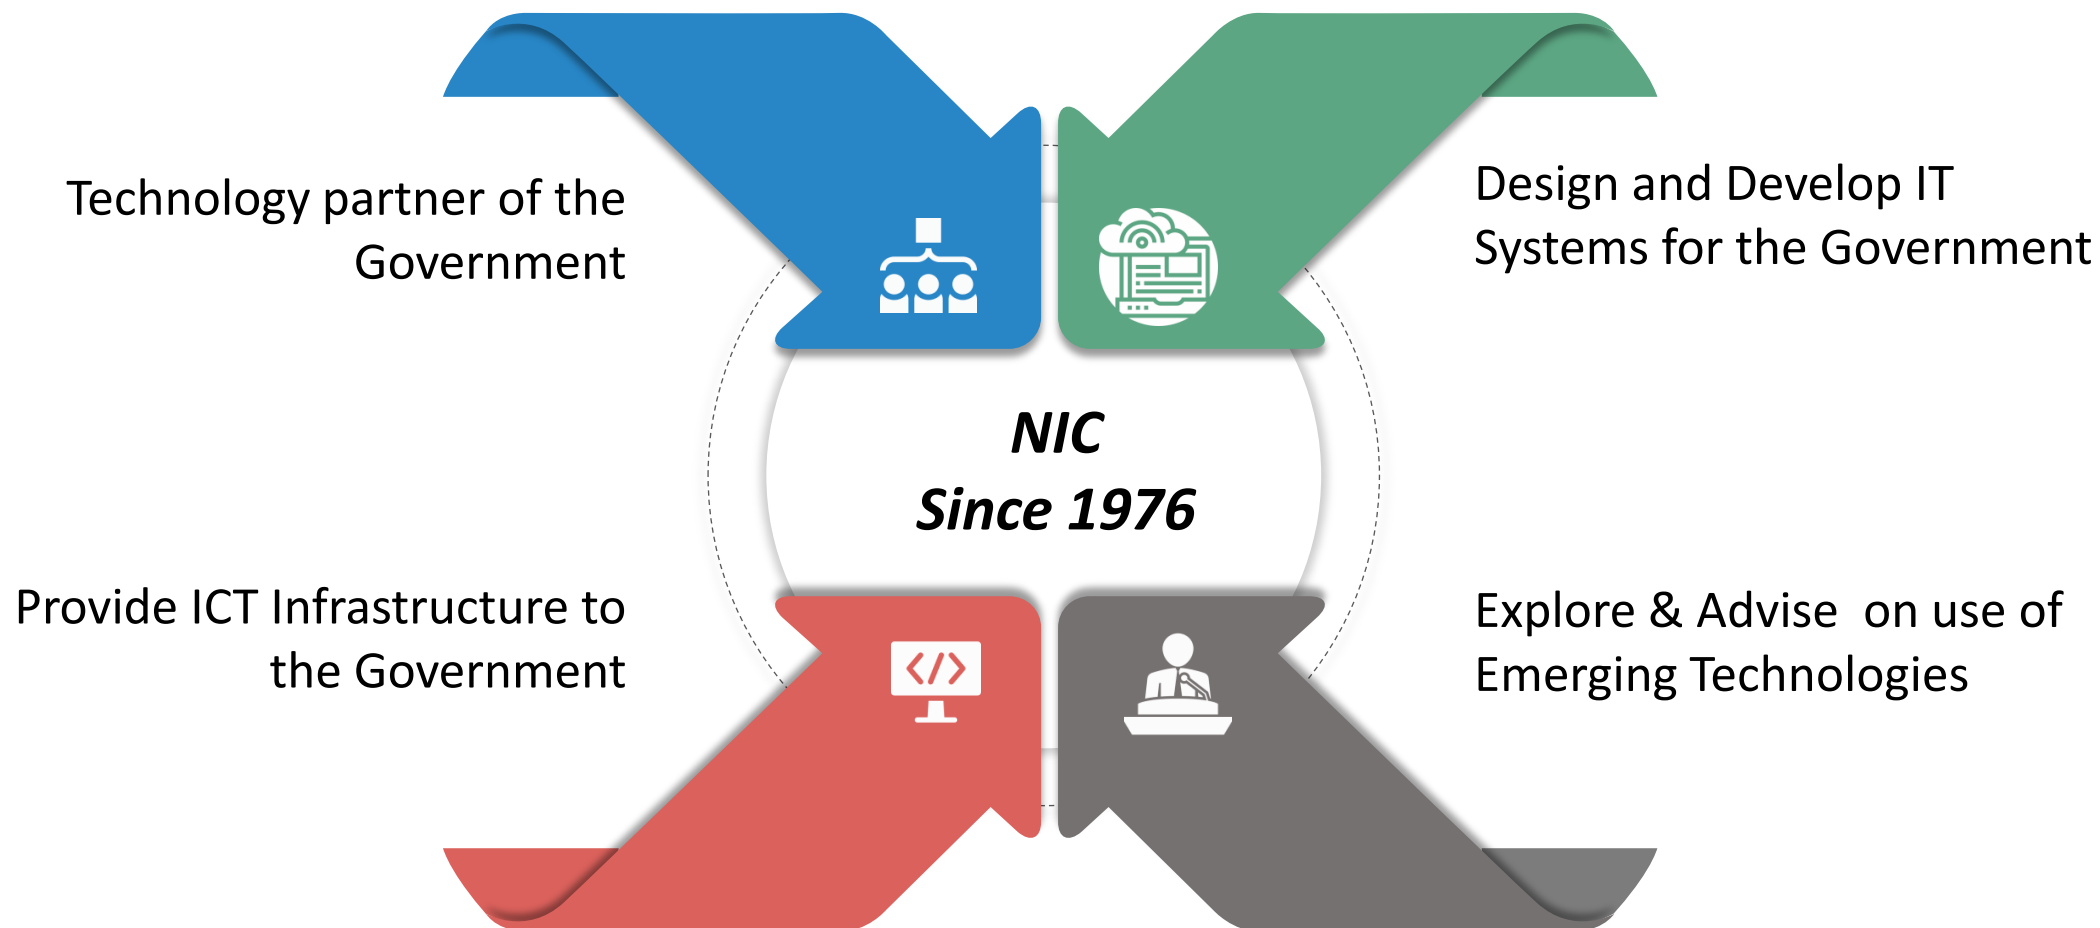 Technology partner of the
Government
Design and Develop IT
Systems for the Government
NIC
Since 1976
Provide ICT Infrastructure to
the Government
Explore & Advise  on use of
Emerging Technologies